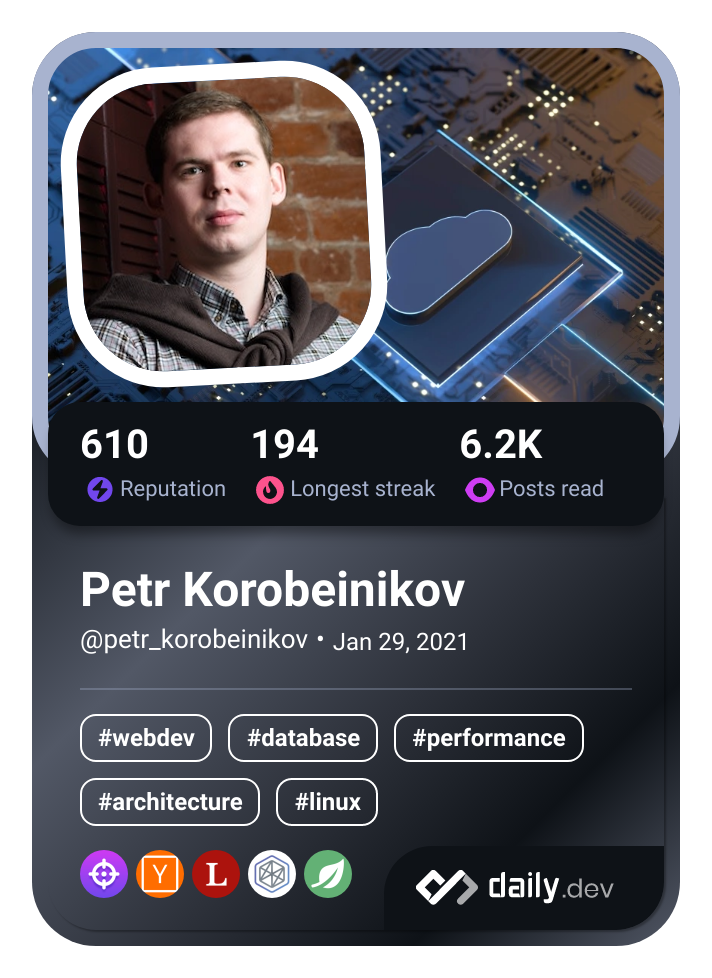 610 194 6.2K
Reputation Longest streak Posts read
Petr Korobeinikov
@petr_korobeinikov • Jan 29, 2021
#webdev #database #performance
#architecture #linux
Y L daily.dev